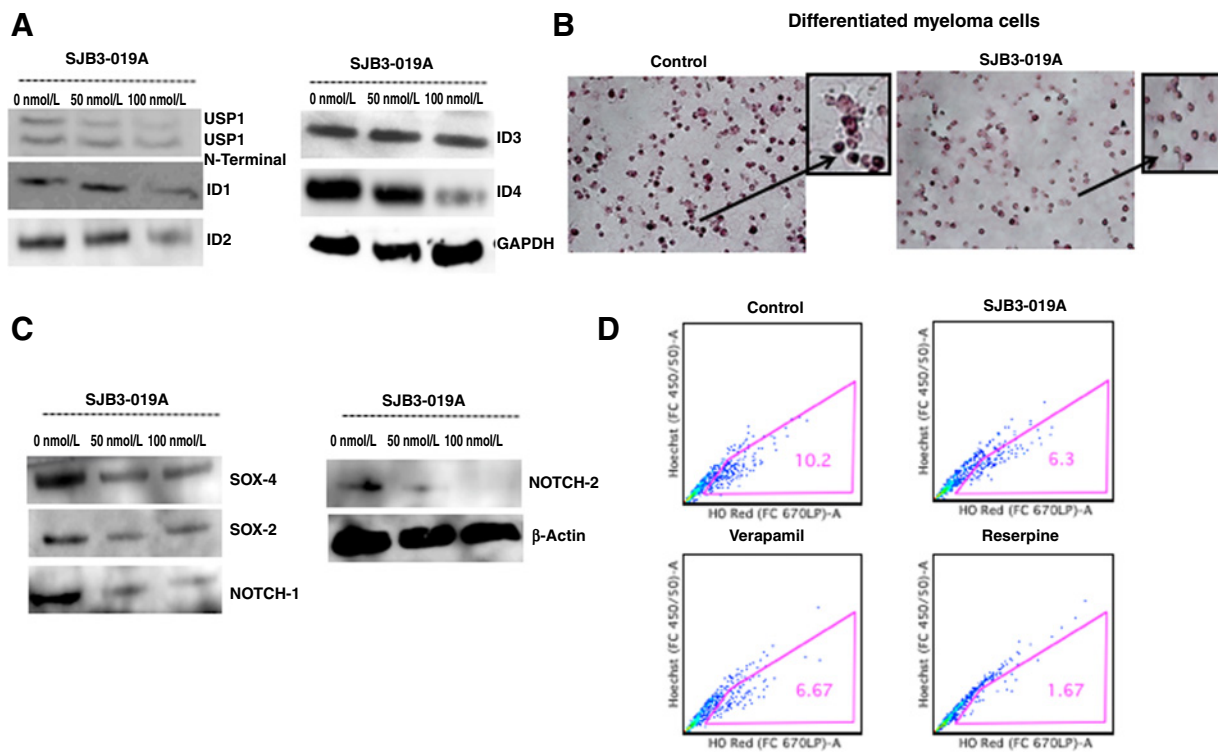 A
SJB3-019A
0 nmol/L 50 nmol/L 100 nmol/L
USP1
USP1
N-Terminal
ID1
ID2
SJB3-019A
0 nmol/L 50 nmol/L 100 nmol/L
ID3
ID4
GAPDH
B
Differentiated myeloma cells
Control
SJB3-019A
C
SJB3-019A
0 nmol/L 50 nmol/L 100 nmol/L
SOX-4
SOX-2
NOTCH-1
SJB3-019A
0 nmol/L 50 nmol/L 100 nmol/L
NOTCH-2
β-Actin
D
Control
Hoechst (FC 450/50)-A
10.2
HO Red (FC 670LP)-A
SJB3-019A
Hoechst (FC 450/50)-A
6.3
HO Red (FC 670LP)-A
Verapamil
Hoechst (FC 450/50)-A
6.67
HO Red (FC 670LP)-A
Reserpine
Hoechst (FC 450/50)-A
1.67
HO Red (FC 670LP)-A